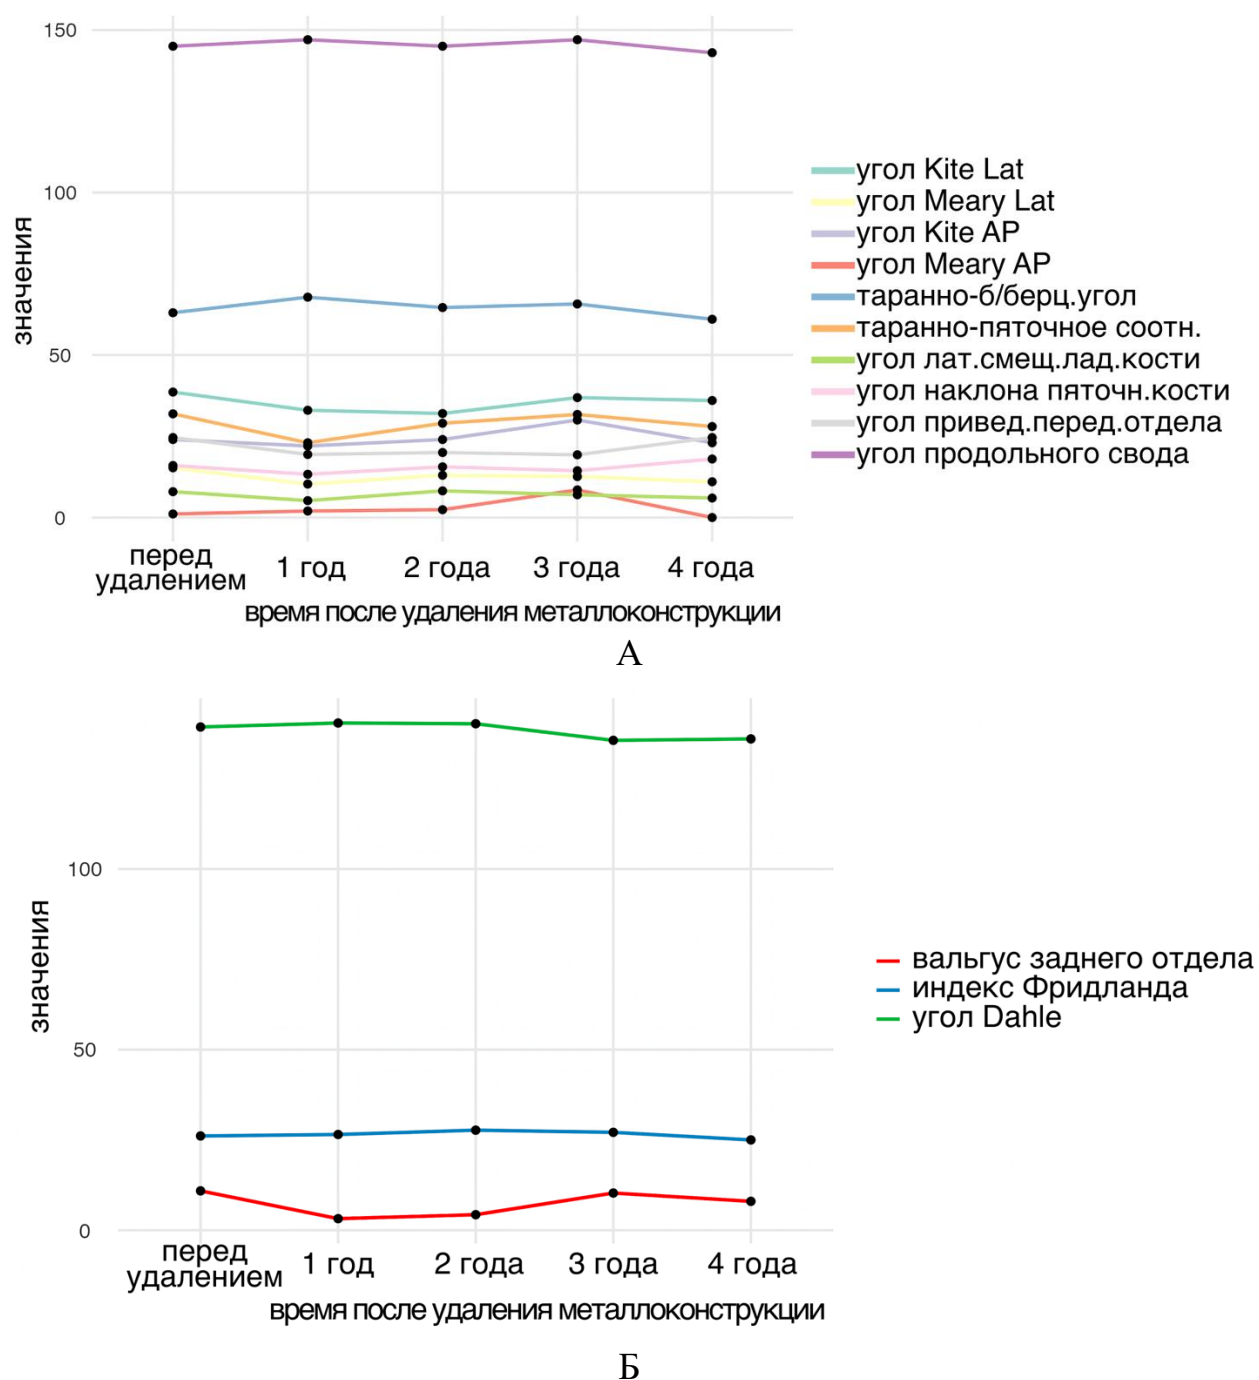 150
100
50
0
значения
угол Kite Lat
угол Meary Lat
угол Kite AP
угол Meary AP
таранно-б/берц.угол
таранно-пяточное соотн.
угол лат.смещ.лад.кости
угол наклона пяточн.кости
угол привед.перед.отдела
угол продольного свода
перед
удалением
1 год
2 года
3 года
4 года
время после удаления металлоконструкции
А
100
50
0
значения
вальгус заднего отдела
индекс Фридланда
угол Dahle
перед
удалением
1 год
2 года
3 года
4 года
время после удаления металлоконструкции
Б